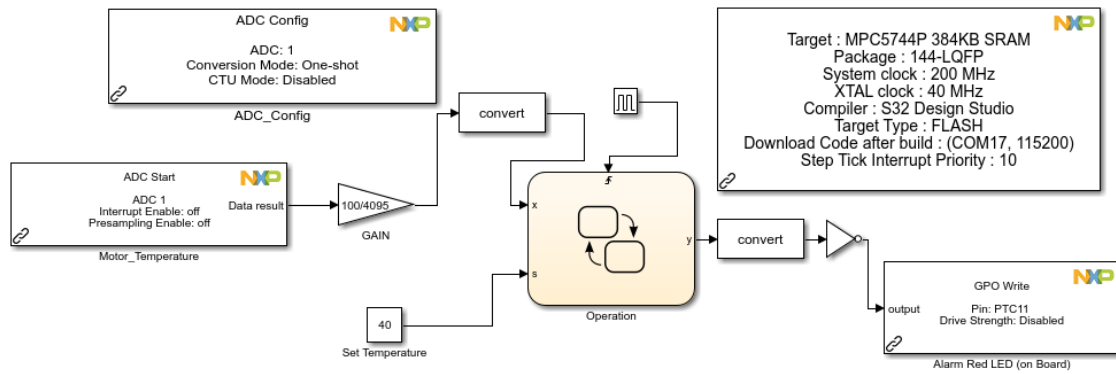 ADC Config
NXP
ADC: 1
Conversion Mode: One-shot
CTU Mode: Disabled
ADC_Config
convert
NXP
Target : MPC5744P 384KB SRAM
Package : 144-LQFP
System clock : 200 MHz
XTAL clock : 40 MHz
Compiler : S32 Design Studio
Target Type : FLASH
Download Code after build : (COM17, 115200)
Step Tick Interrupt Priority : 10
ADC Start
NXP
ADC 1
Interrupt Enable: off
Presampling Enable: off
Data result
Motor_Temperature
100/4095
GAIN
x
s
y
Operation
40
Set Temperature
convert
GPO Write
NXP
output
Pin: PTC11
Drive Strength: Disabled
Alarm Red LED (on Board)